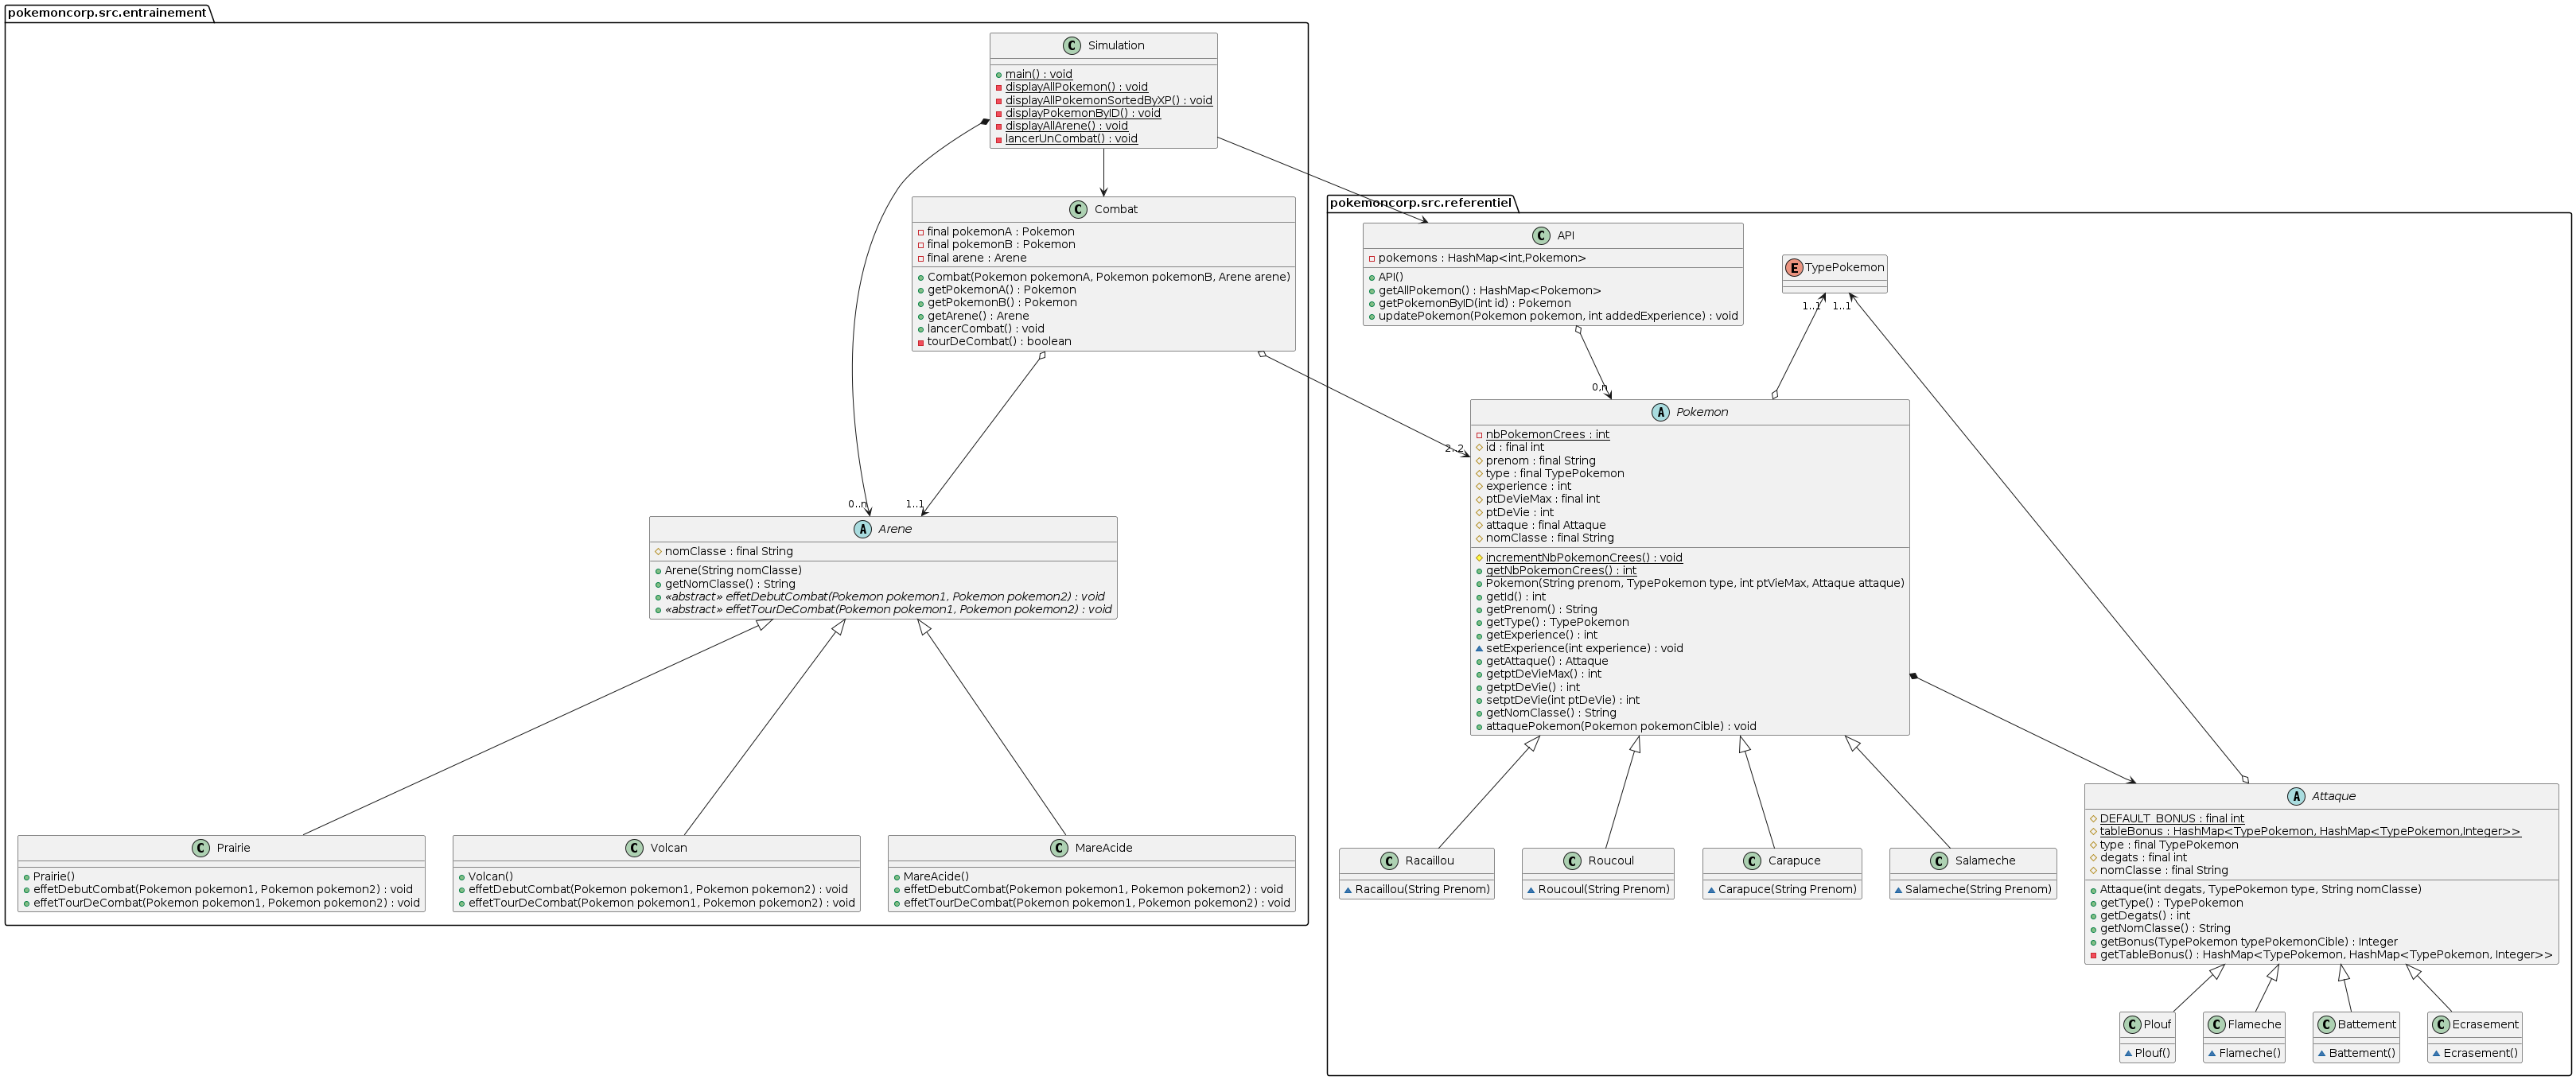 pokemoncorp.src.entrainement
Simulation
main() : void
displayAllPokemon() : void
displayAllPokemonSortedByXP() : void
displayPokemonByID() : void
displayAllArene() : void
lancerUnCombat() : void
Combat
final pokemonA : Pokemon
final pokemonB : Pokemon
final arene : Arene
Combat(Pokemon pokemonA, Pokemon pokemonB, Arene arene)
getPokemonA() : Pokemon
getPokemonB() : Pokemon
getArene() : Arene
lancerCombat() : void
tourDeCombat() : boolean
0..n
1..1
Arene
nomClasse : final String
Arene(String nomClasse)
getNomClasse() : String
«abstract» effetDebutCombat(Pokemon pokemon1, Pokemon pokemon2) : void
«abstract» effetTourDeCombat(Pokemon pokemon1, Pokemon pokemon2) : void
Prairie
Prairie()
effetDebutCombat(Pokemon pokemon1, Pokemon pokemon2) : void
effetTourDeCombat(Pokemon pokemon1, Pokemon pokemon2) : void
Volcan
Volcan()
effetDebutCombat(Pokemon pokemon1, Pokemon pokemon2) : void
effetTourDeCombat(Pokemon pokemon1, Pokemon pokemon2) : void
MareAcide
MareAcide()
effetDebutCombat(Pokemon pokemon1, Pokemon pokemon2) : void
effetTourDeCombat(Pokemon pokemon1, Pokemon pokemon2) : void
pokemoncorp.src.referentiel
API
pokemons : HashMap<int,Pokemon>
API()
getAllPokemon() : HashMap<Pokemon>
getPokemonByID(int id) : Pokemon
updatePokemon(Pokemon pokemon, int addedExperience) : void
TypePokemon
1..1
1..1
0,n
2..2
Pokemon
nbPokemonCrees : int
id : final int
prenom : final String
type : final TypePokemon
experience : int
ptDeVieMax : final int
ptDeVie : int
attaque : final Attaque
nomClasse : final String
incrementNbPokemonCrees() : void
getNbPokemonCrees() : int
Pokemon(String prenom, TypePokemon type, int ptVieMax, Attaque attaque)
getId() : int
getPrenom() : String
getType() : TypePokemon
getExperience() : int
setExperience(int experience) : void
getAttaque() : Attaque
getptDeVieMax() : int
getptDeVie() : int
setptDeVie(int ptDeVie) : int
getNomClasse() : String
attaquePokemon(Pokemon pokemonCible) : void
Racaillou
Racaillou(String Prenom)
Roucoul
Roucoul(String Prenom)
Carapuce
Carapuce(String Prenom)
Salameche
Salameche(String Prenom)
Attaque
DEFAULT_BONUS : final int
tableBonus : HashMap<TypePokemon, HashMap<TypePokemon,Integer>>
type : final TypePokemon
degats : final int
nomClasse : final String
Attaque(int degats, TypePokemon type, String nomClasse)
getType() : TypePokemon
getDegats() : int
getNomClasse() : String
getBonus(TypePokemon typePokemonCible) : Integer
getTableBonus() : HashMap<TypePokemon, HashMap<TypePokemon, Integer>>
Plouf
Plouf()
Flameche
Flameche()
Battement
Battement()
Ecrasement
Ecrasement()